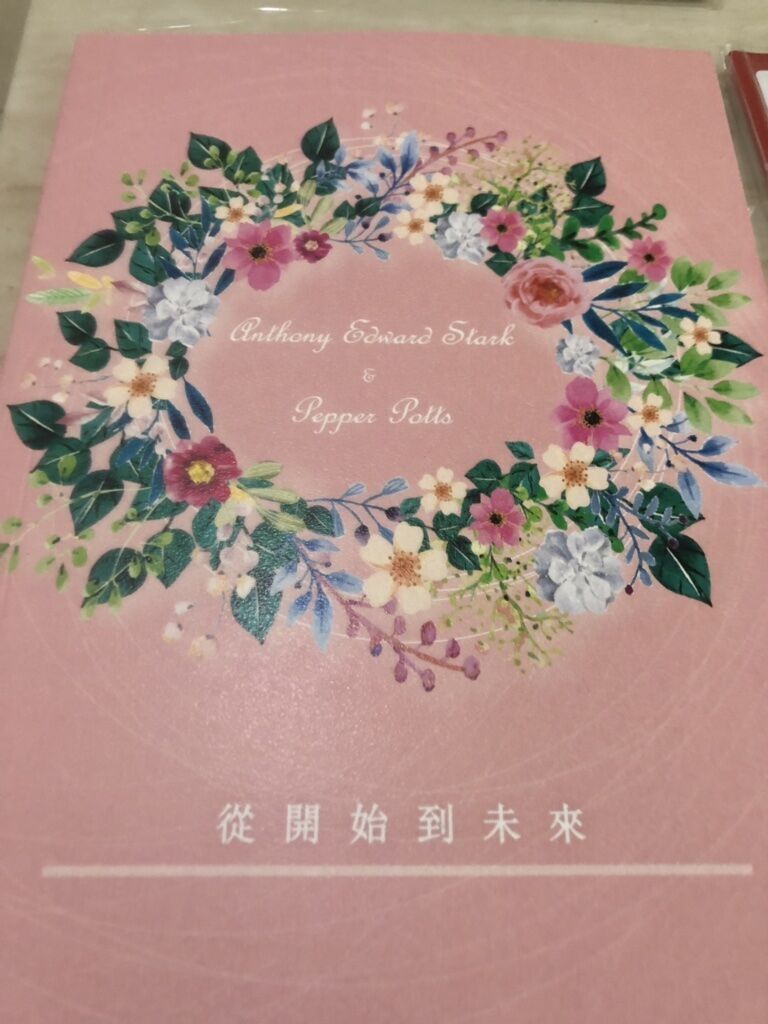 Anthony Edward Stark
&
Pepper Potts
從開始到未來